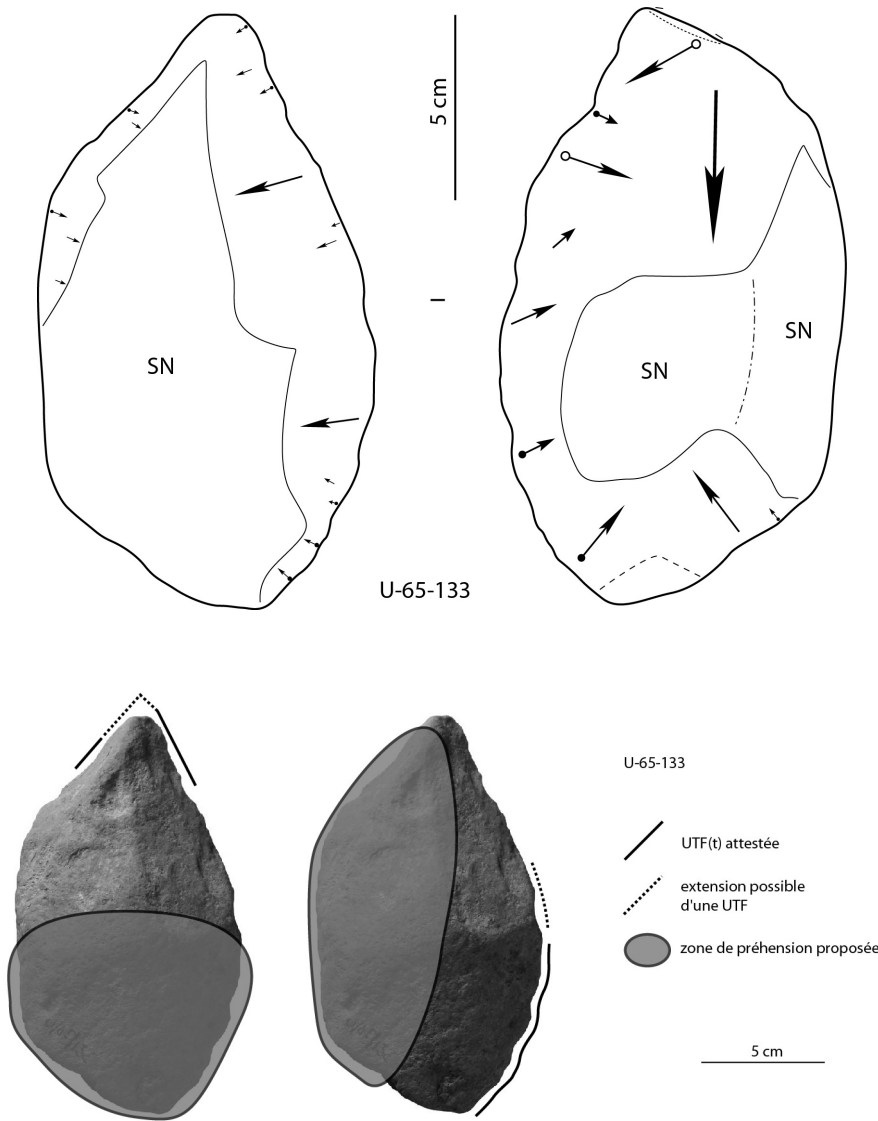 5 cm
SN
SN
SN
U-65-133
U-65-133
UTF(t) attestée
extension possible
d'une UTF
zone de préhension proposée
5 cm